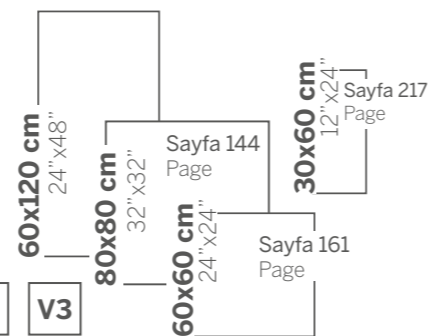 60x120 cm
24”x48”
80x80 cm
32”x32”
Sayfa 144
Page
60x60 cm
24”x24”
Sayfa 161
Page
30x60 cm
12”x24”
Sayfa 217
Page
V3